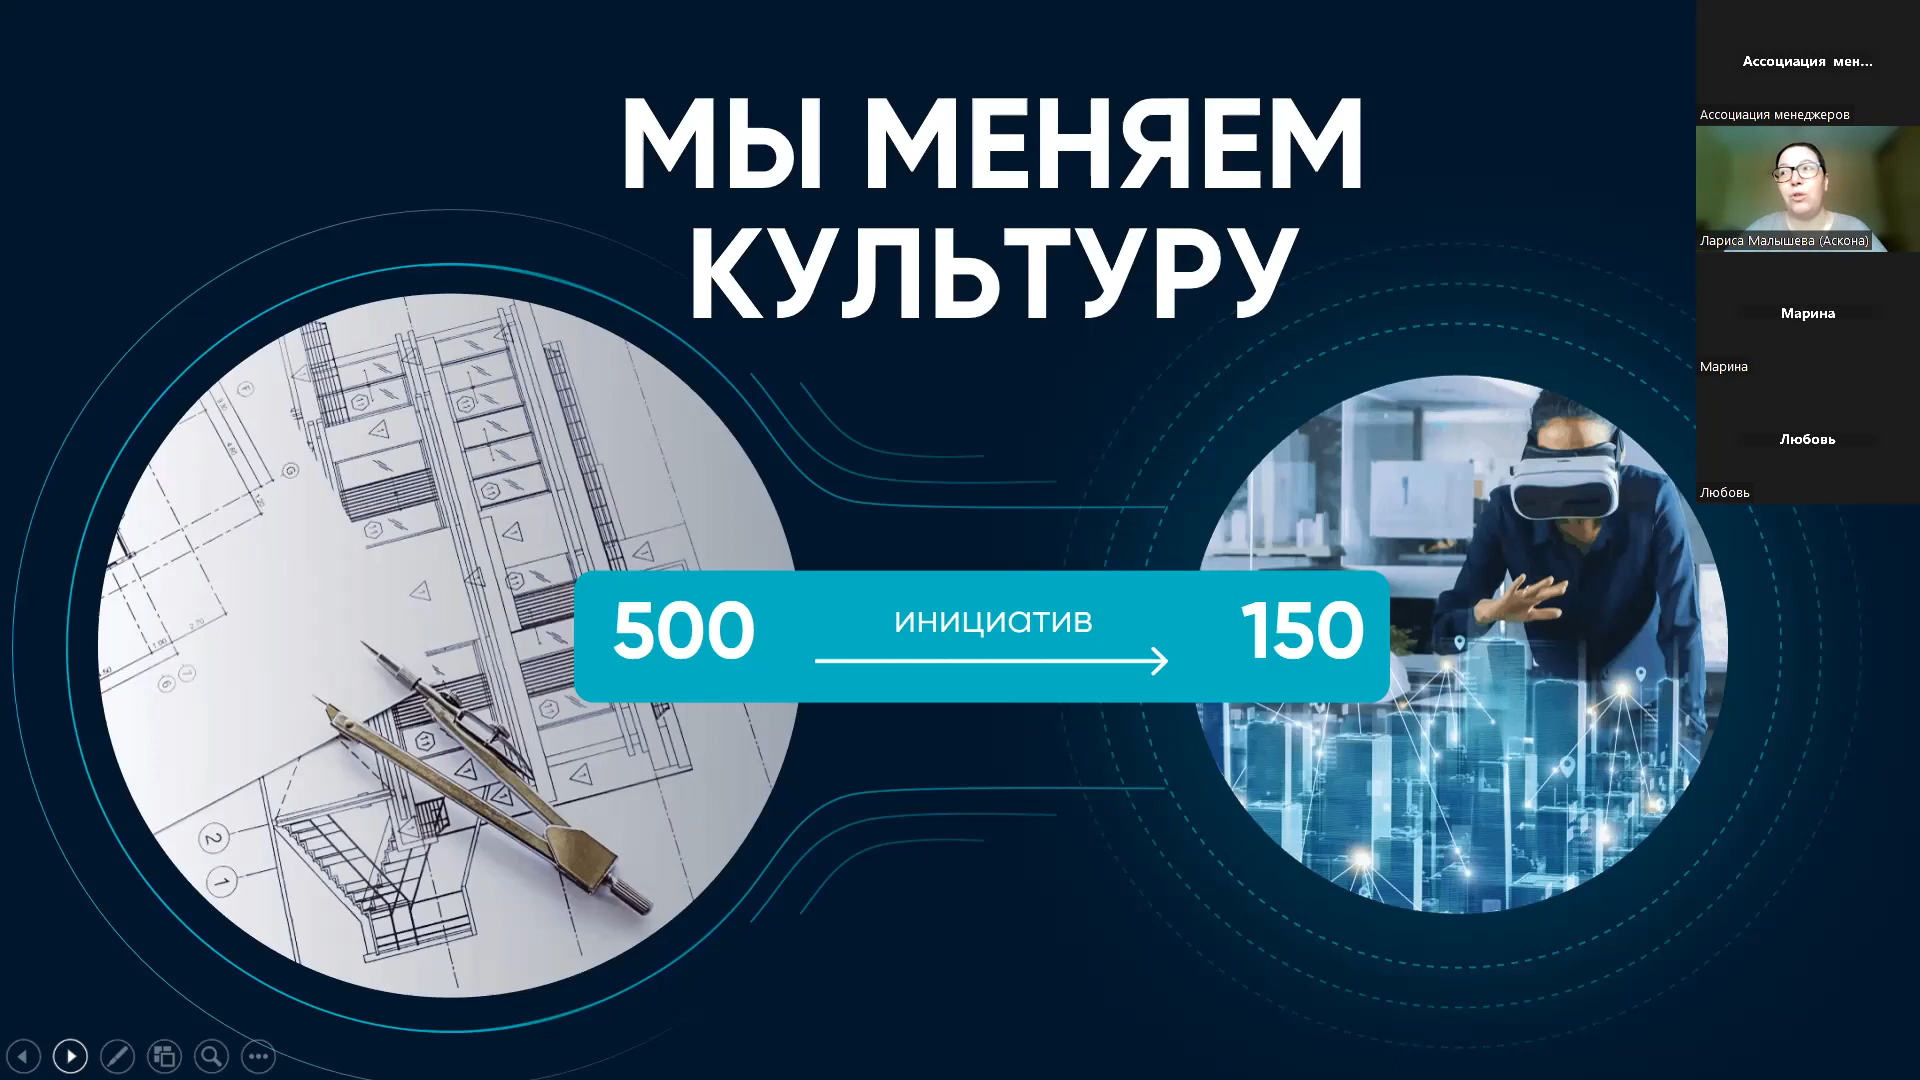 МЫ МЕНЯЕМ
КУЛЬТУРУ
500
инициатив
150
Ассоциация мен...
Ассоциация менеджеров
Лариса Малышева (Аскона)
Марина
Марина
Любовь
Любовь